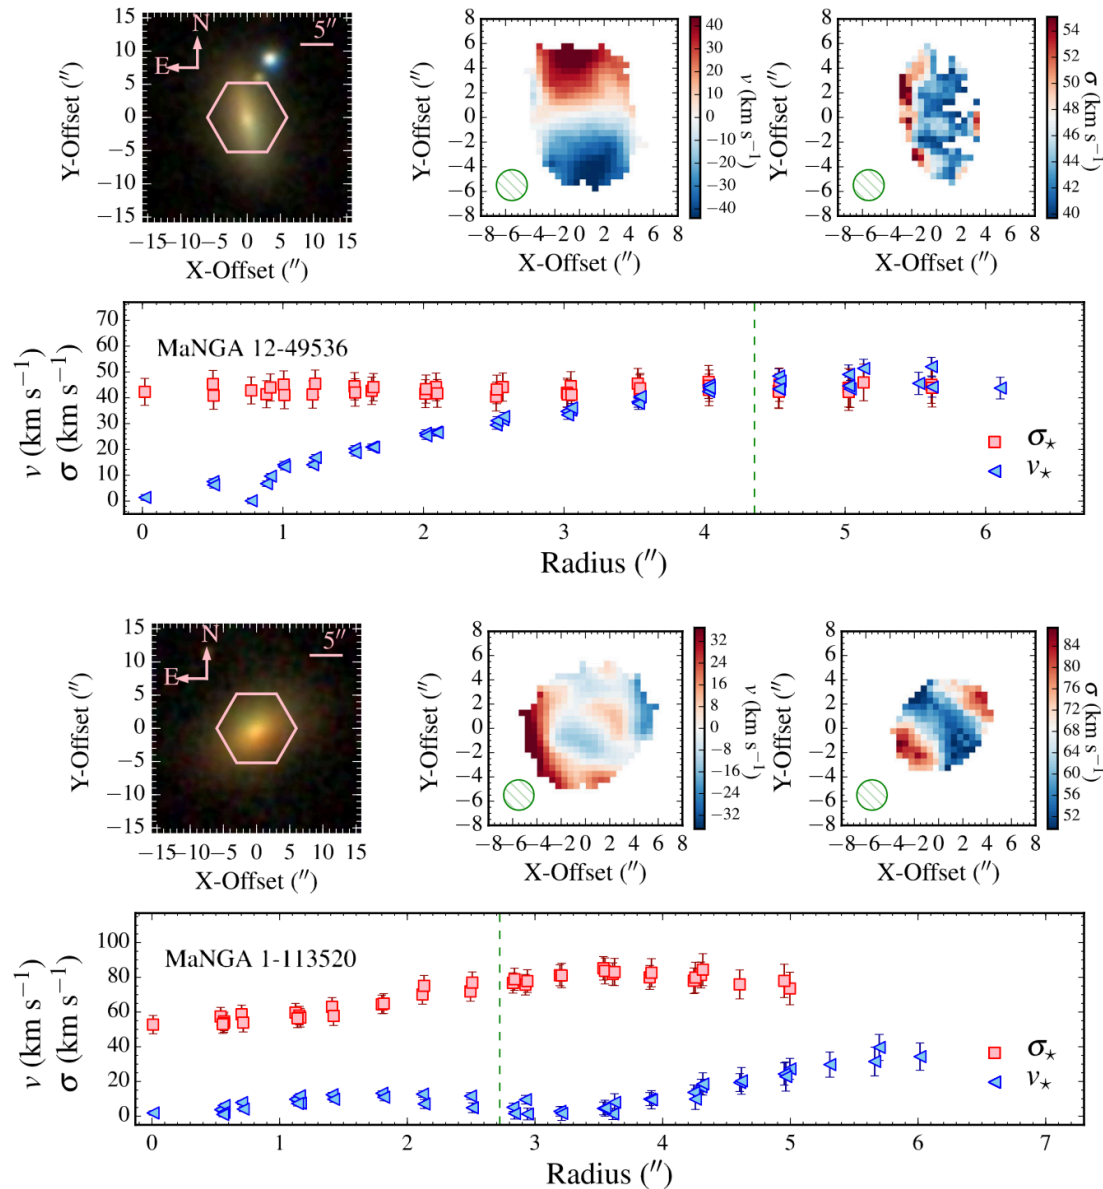 15
10
5
0
−5
−10
−15
Y-Offset (″)
N
E
5″
−15 −10 −5 0 5 10 15
X-Offset (″)
8
6
4
2
0
−2
−4
−6
−8
Y-Offset (″)
−8 −6 −4 −2 0 2 4 6 8
X-Offset (″)
40
30
20
10
0
−10
−20
−30
−40
v (km s⁻¹)
8
6
4
2
0
−2
−4
−6
−8
Y-Offset (″)
−8 −6 −4 −2 0 2 4 6 8
X-Offset (″)
54
52
50
48
46
44
42
40
σ (km s⁻¹)
v (km s⁻¹)
σ (km s⁻¹)
70
60
50
40
30
20
10
0
MaNGA 12-49536
σ⋆
v⋆
0 1 2 3 4 5 6
Radius (″)
15
10
5
0
−5
−10
−15
Y-Offset (″)
N
E
5″
−15 −10 −5 0 5 10 15
X-Offset (″)
8
6
4
2
0
−2
−4
−6
−8
Y-Offset (″)
−8 −6 −4 −2 0 2 4 6 8
X-Offset (″)
32
24
16
8
0
−8
−16
−24
−32
v (km s⁻¹)
8
6
4
2
0
−2
−4
−6
−8
Y-Offset (″)
−8 −6 −4 −2 0 2 4 6 8
X-Offset (″)
84
80
76
72
68
64
60
56
52
σ (km s⁻¹)
v (km s⁻¹)
σ (km s⁻¹)
100
80
60
40
20
0
MaNGA 1-113520
σ⋆
v⋆
0 1 2 3 4 5 6 7
Radius (″)